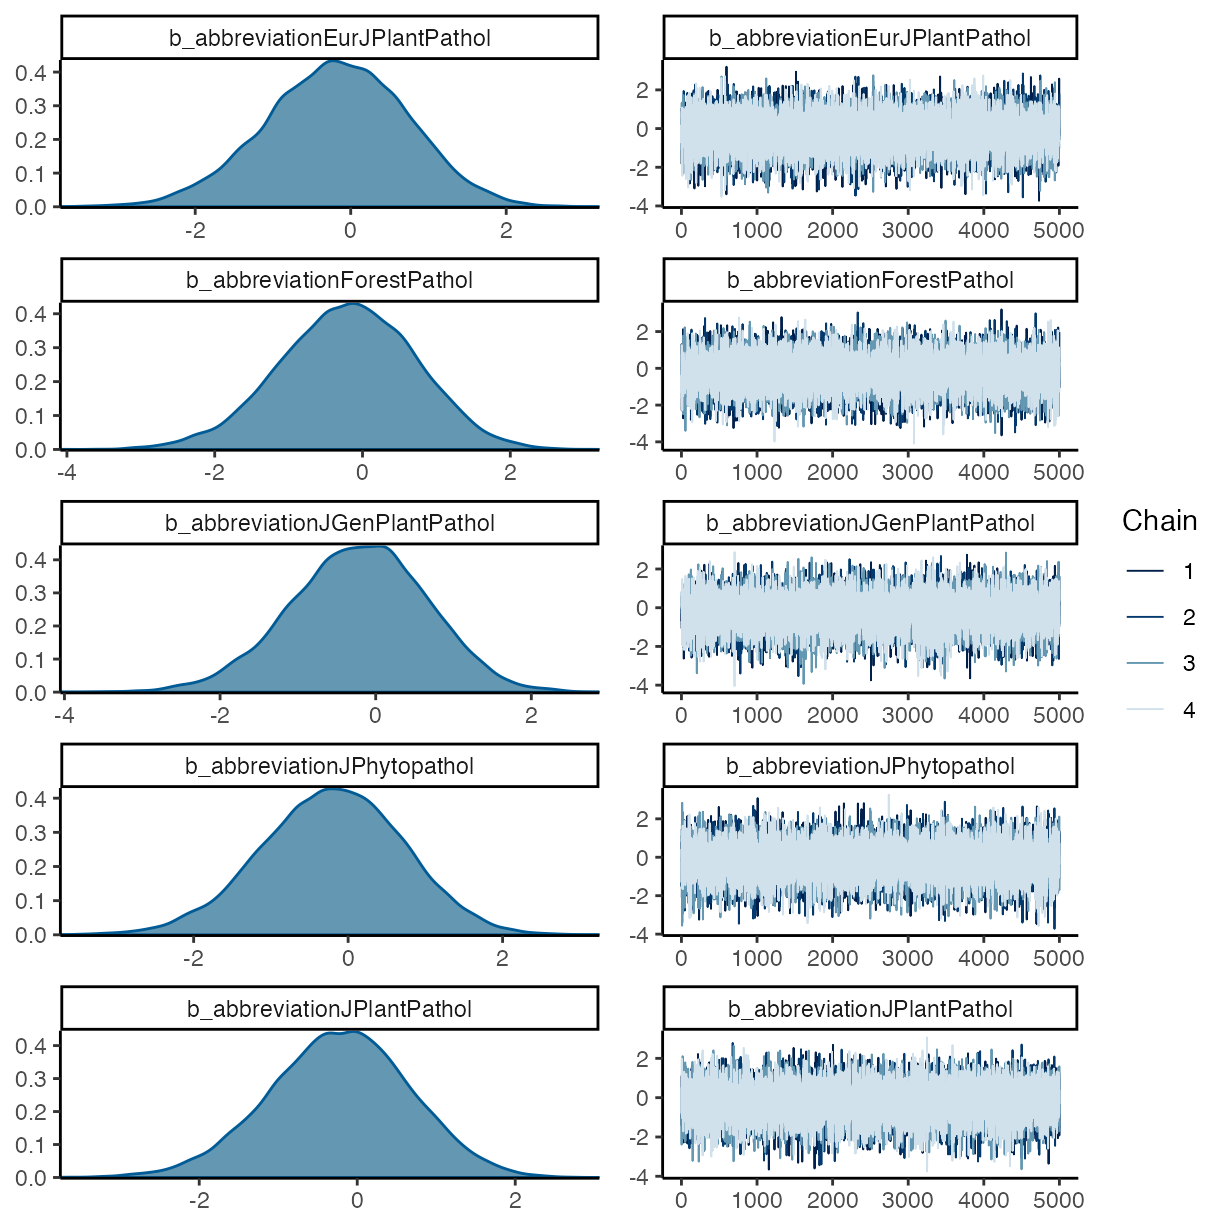 b_abbreviationEurJPlantPathol
0.4
0.3
0.2
0.1
0.0
-2 0 2
b_abbreviationEurJPlantPathol
2
0
-2
-4
0 1000 2000 3000 4000 5000
b_abbreviationForestPathol
0.4
0.3
0.2
0.1
0.0
-4 -2 0 2
b_abbreviationForestPathol
2
0
-2
-4
0 1000 2000 3000 4000 5000
b_abbreviationJGenPlantPathol
0.4
0.3
0.2
0.1
0.0
-4 -2 0 2
b_abbreviationJGenPlantPathol
2
0
-2
-4
0 1000 2000 3000 4000 5000
b_abbreviationJPhytopathol
0.4
0.3
0.2
0.1
0.0
-2 0 2
b_abbreviationJPhytopathol
2
0
-2
-4
0 1000 2000 3000 4000 5000
b_abbreviationJPlantPathol
0.4
0.3
0.2
0.1
0.0
-2 0 2
b_abbreviationJPlantPathol
2
0
-2
-4
0 1000 2000 3000 4000 5000
Chain
1
2
3
4